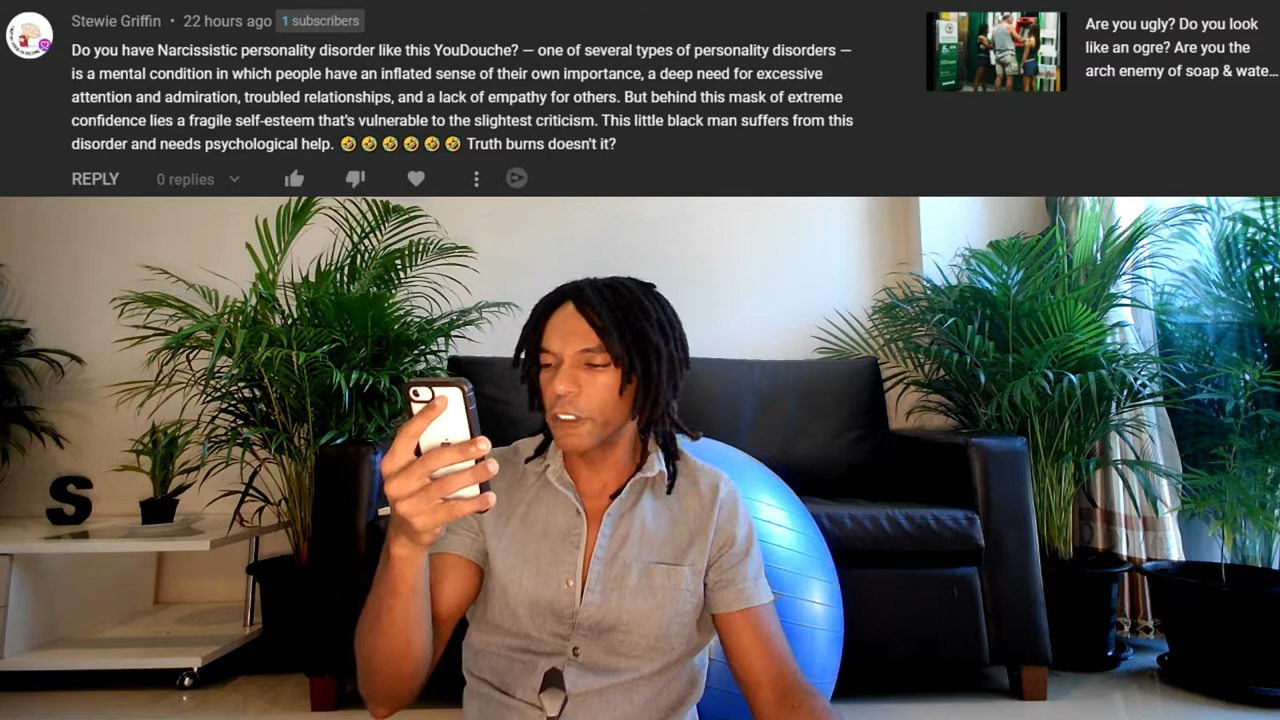 Stewie Griffin • 22 hours ago 1 subscribers
Do you have Narcissistic personality disorder like this Youtouche? — one of several types of personality disorders —
is a mental condition in which people have an inflated sense of their own importance, a deep need for excessive
attention and admiration, troubled relationships, and a lack of empathy for others. But behind this mask of extreme
confidence lies a fragile self-esteem that's vulnerable to the slightest criticism. This little black man suffers from this
disorder and needs psychological help. 🤣🤣🤣🤣🤣🤣 Truth burns doesn't it?
REPLY 0 replies
Are you ugly? Do you look
like an ogre? Are you the
arch enemy of soap & wate...
S